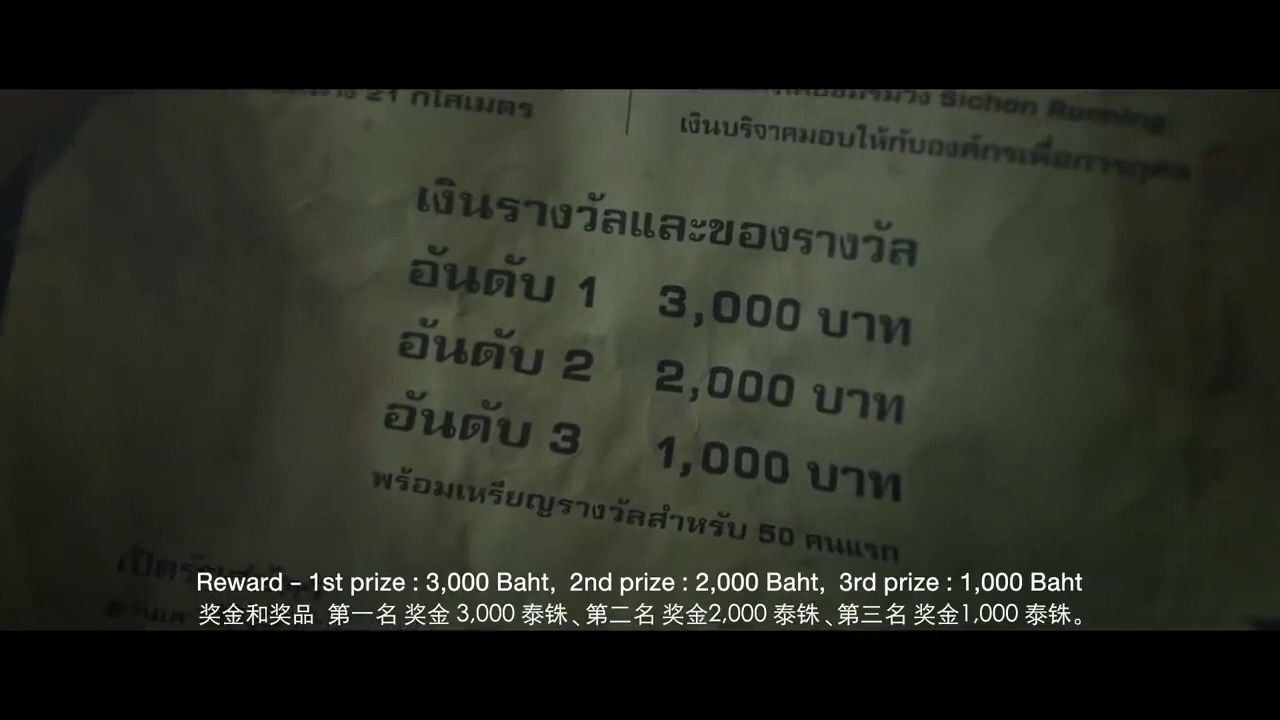 21 กิโลเมตร
Sichon Running
เงินบริจาคมอบให้กับองค์กรเพื่อการกุศล
เงินรางวัลและของรางวัล
อันดับ 1 3,000 บาท
อันดับ 2 2,000 บาท
อันดับ 3 1,000 บาท
พร้อมเหรียญรางวัลสำหรับ 50 คนแรก
Reward – 1st prize : 3,000 Baht, 2nd prize : 2,000 Baht, 3rd prize : 1,000 Baht
奖金和奖品 第一名 奖金 3,000 泰铢、第二名 奖金2,000 泰铢、第三名 奖金1,000 泰铢。